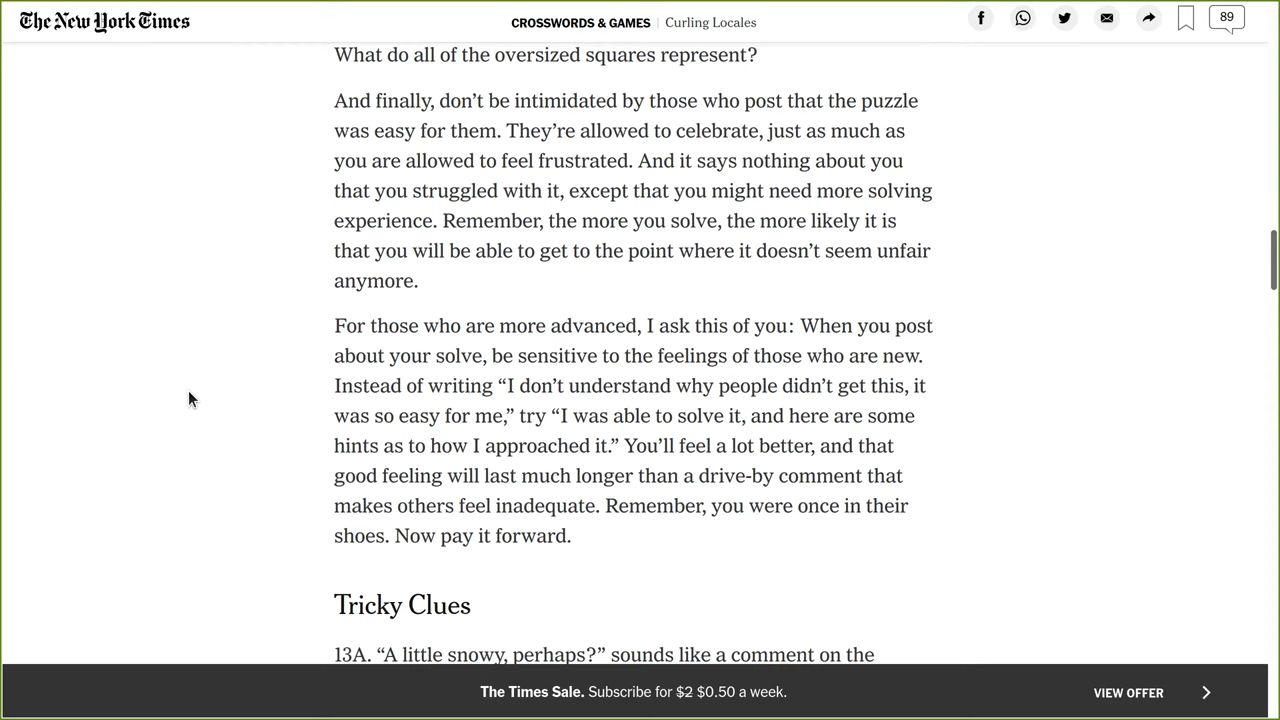 The New York Times
CROSSWORDS & GAMES | Curling Locales
89
What do all of the oversized squares represent?
And finally, don’t be intimidated by those who post that the puzzle
was easy for them. They’re allowed to celebrate, just as much as
you are allowed to feel frustrated. And it says nothing about you
that you struggled with it, except that you might need more solving
experience. Remember, the more you solve, the more likely it is
that you will be able to get to the point where it doesn’t seem unfair
anymore.
For those who are more advanced, I ask this of you: When you post
about your solve, be sensitive to the feelings of those who are new.
Instead of writing “I don’t understand why people didn’t get this, it
was so easy for me,” try “I was able to solve it, and here are some
hints as to how I approached it.” You’ll feel a lot better, and that
good feeling will last much longer than a drive-by comment that
makes others feel inadequate. Remember, you were once in their
shoes. Now pay it forward.
Tricky Clues
13A. “A little snowy, perhaps?” sounds like a comment on the
The Times Sale. Subscribe for $2 $0.50 a week.
VIEW OFFER